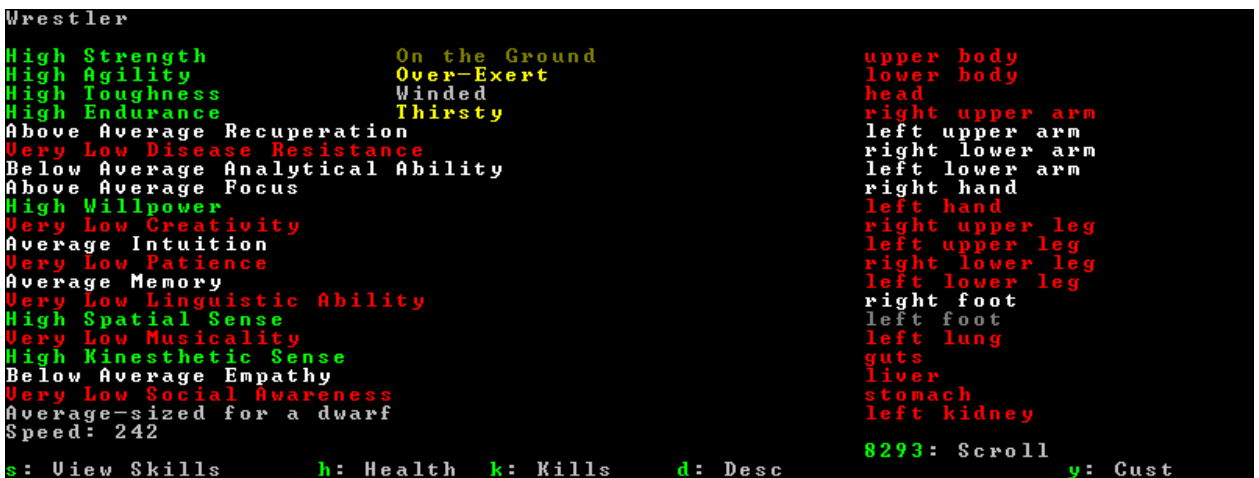 Wrestler
High Strength On the Ground upper body
High Agility Over-Exert lower body
High Toughness Winded head
High Endurance Thirsty right upper arm
Above Average Recuperation left upper arm
Very Low Disease Resistance right lower arm
Below Average Analytical Ability left lower arm
Above Average Focus right hand
High Willpower left hand
Very Low Creativity right upper leg
Average Intuition left upper leg
Very Low Patience right lower leg
Average Memory left lower leg
Very Low Linguistic Ability right foot
High Spatial Sense left foot
Very Low Musicality left lung
High Kinesthetic Sense guts
Below Average Empathy liver
Very Low Social Awareness stomach
Average-sized for a dwarf left kidney
Speed: 242
8293: Scroll
s: View Skills h: Health k: Kills d: Desc y: Cust